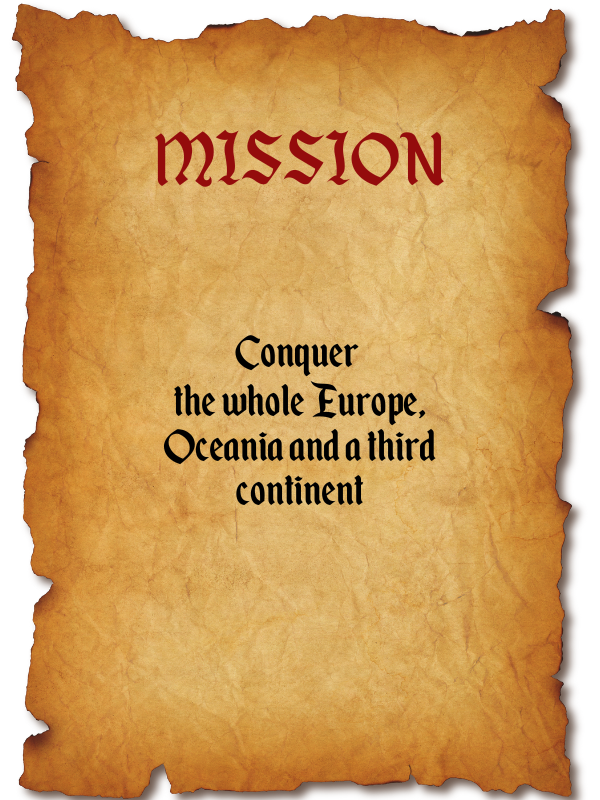 MISSION
Conquer
the whole Europe,
Oceania and a third
continent